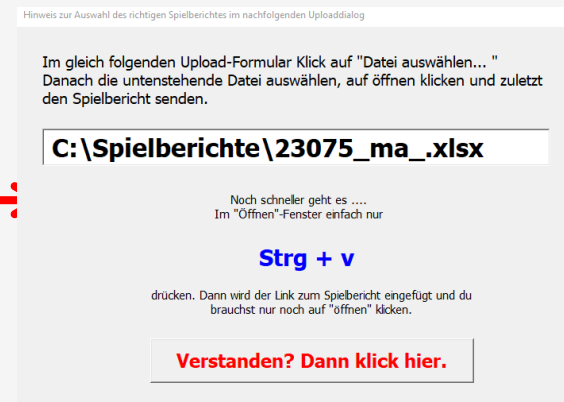 Hinweis zur Auswahl des richtigen Spielberichtes im nachfolgenden Uploaddialog
Im gleich folgenden Upload-Formular Klick auf "Datei auswählen... "
Danach die untenstehende Datei auswählen, auf öffnen klicken und zuletzt
den Spielbericht senden.
C:\Spielberichte\23075_ma_.xlsx
Noch schneller geht es ....
Im "Öffnen"-Fenster einfach nur
Strg + v
drücken. Dann wird der Link zum Spielbericht eingefügt und du
brauchst nur noch auf "öffnen" klicken.
Verstanden? Dann klick hier.